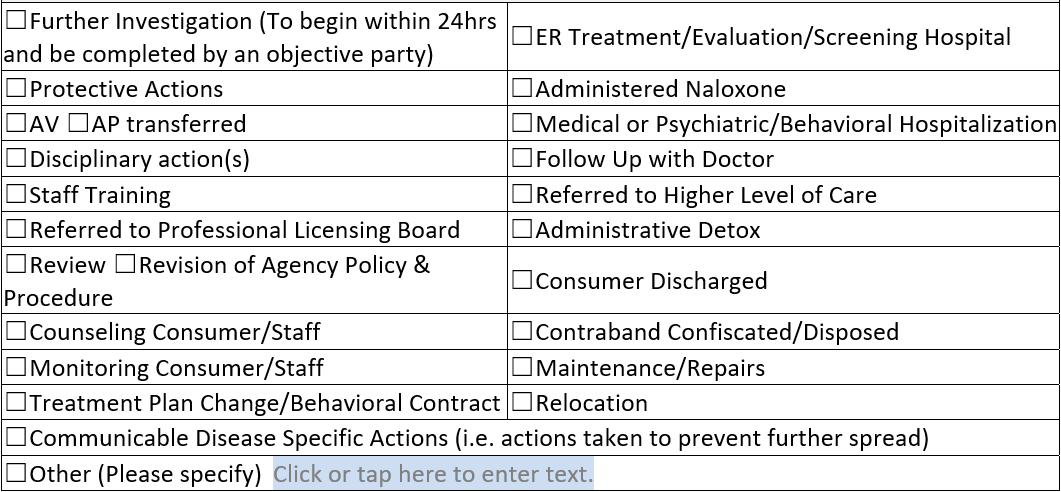 ☐Further Investigation (To begin within 24hrs
and be completed by an objective party)
☐ER Treatment/Evaluation/Screening Hospital
☐Protective Actions
☐Administered Naloxone
☐AV ☐AP transferred
☐Medical or Psychiatric/Behavioral Hospitalization
☐Disciplinary action(s)
☐Follow Up with Doctor
☐Staff Training
☐Referred to Higher Level of Care
☐Referred to Professional Licensing Board
☐Administrative Detox
☐Review ☐Revision of Agency Policy &
Procedure
☐Consumer Discharged
☐Counseling Consumer/Staff
☐Contraband Confiscated/Disposed
☐Monitoring Consumer/Staff
☐Maintenance/Repairs
☐Treatment Plan Change/Behavioral Contract
☐Relocation
☐Communicable Disease Specific Actions (i.e. actions taken to prevent further spread)
☐Other (Please specify) Click or tap here to enter text.